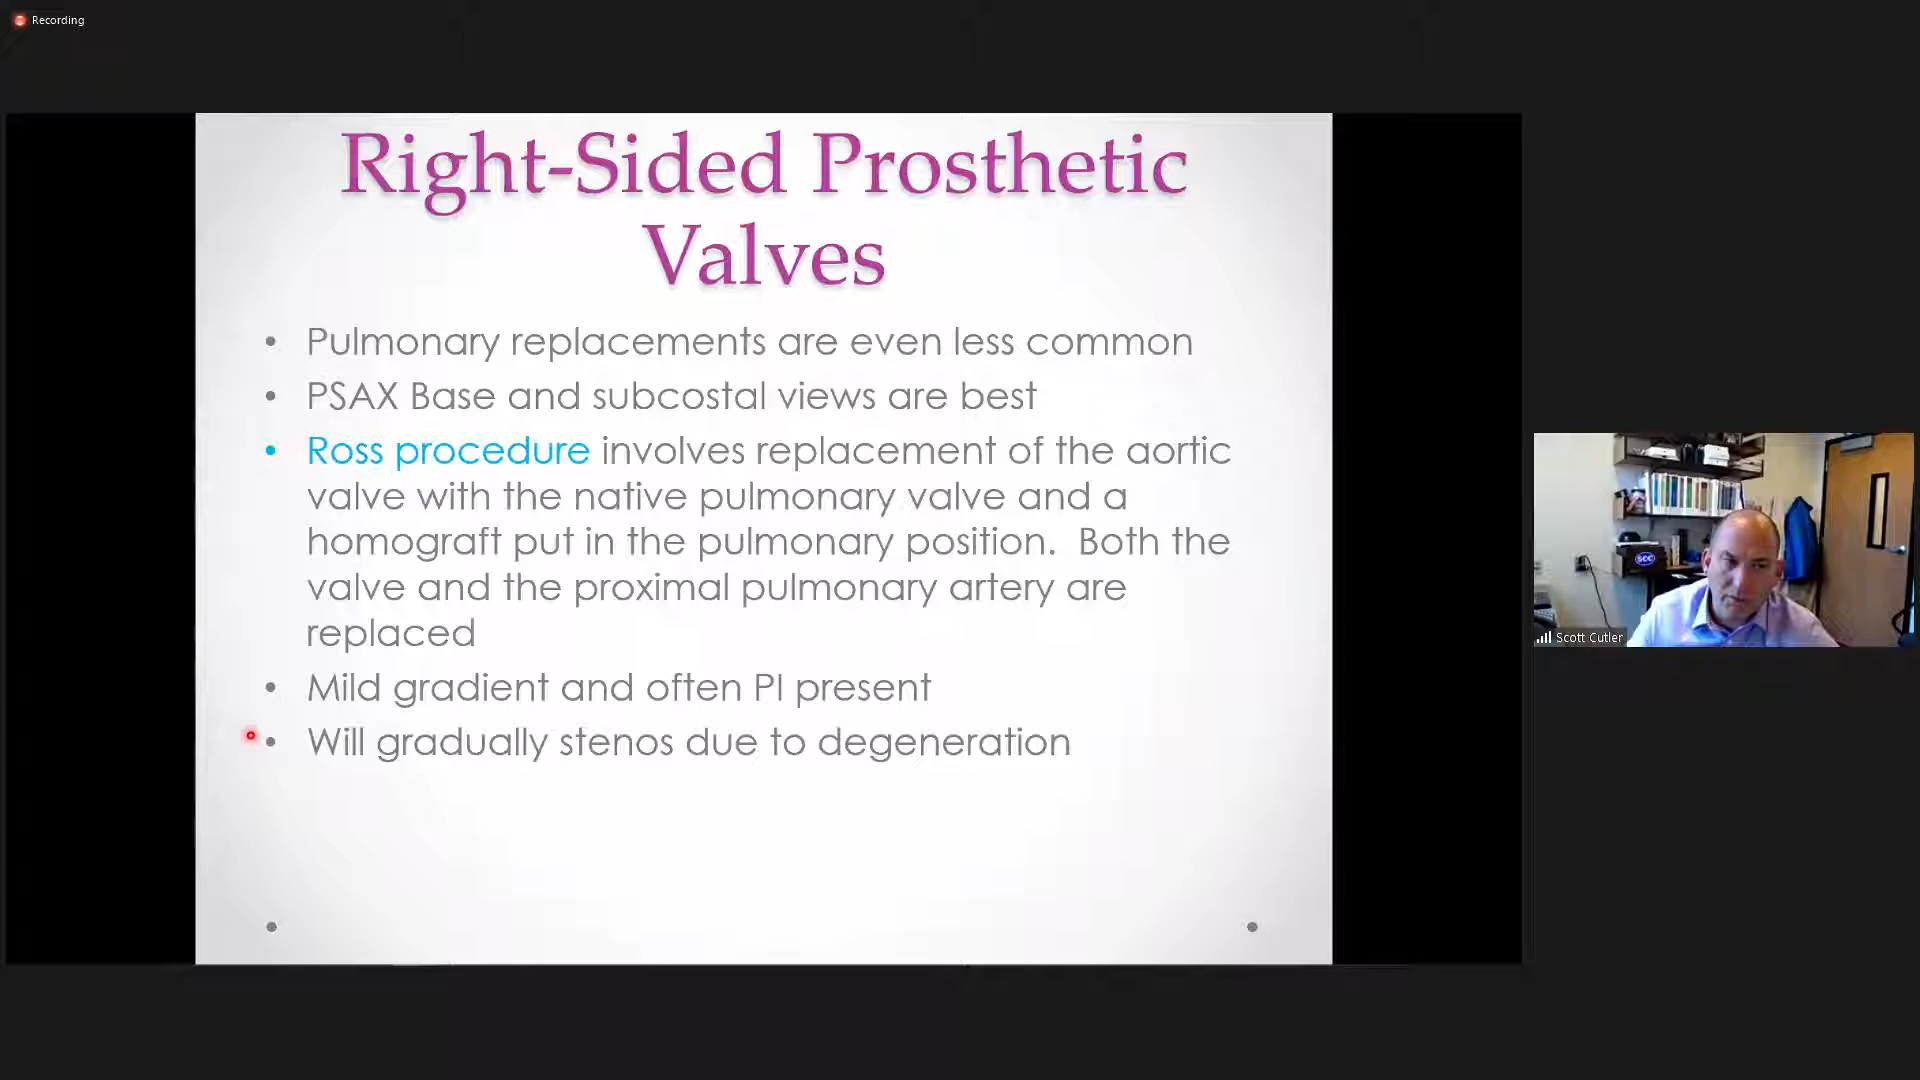 Recording
Right-Sided Prosthetic
Valves
• Pulmonary replacements are even less common
• PSAX Base and subcostal views are best
• Ross procedure involves replacement of the aortic
valve with the native pulmonary valve and a
homograft put in the pulmonary position. Both the
valve and the proximal pulmonary artery are
replaced
• Mild gradient and often PI present
• Will gradually stenos due to degeneration
SCC
Scott Cutler